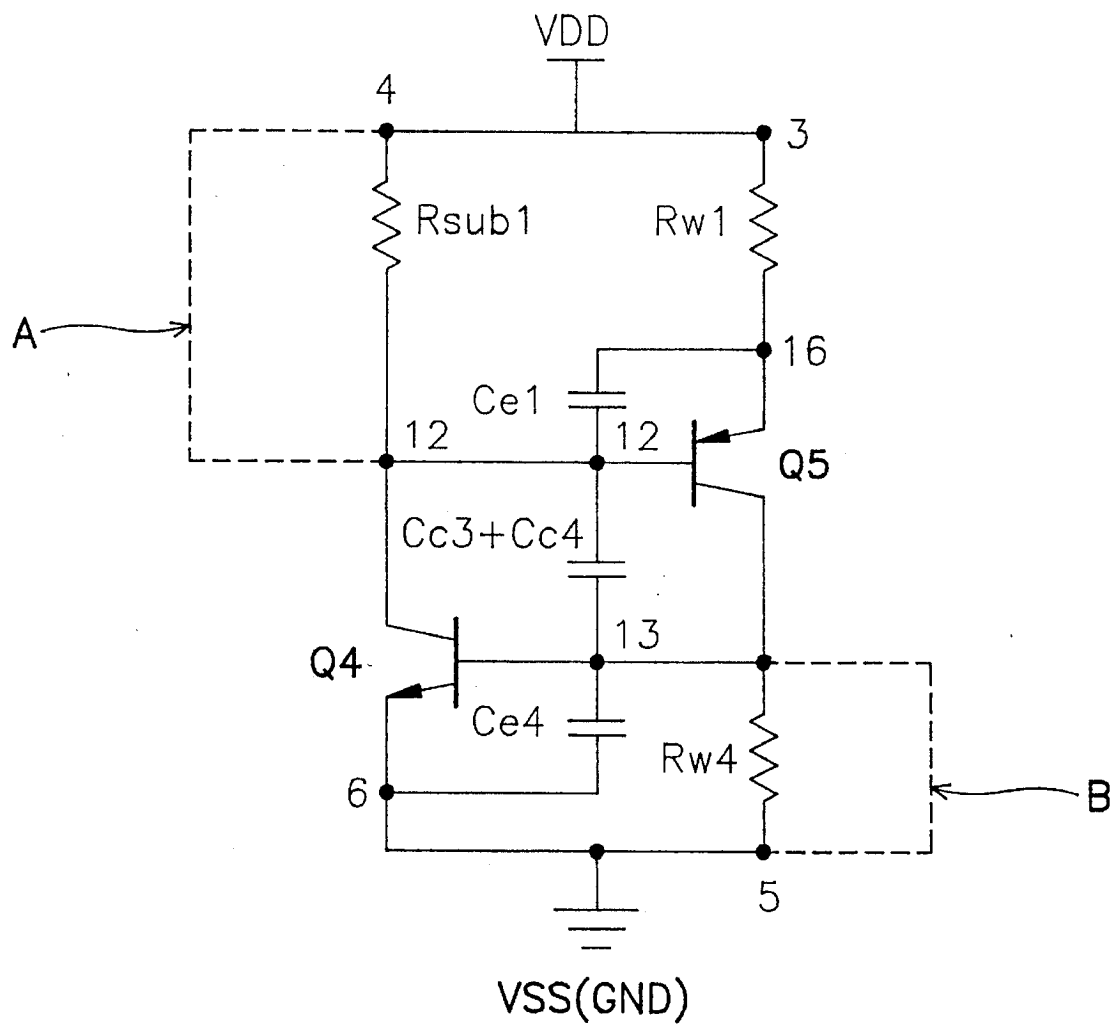 VDD
4
3
Rsub1
Rw1
A
16
Ce1
12
12
Q5
Cc3+Cc4
13
Q4
Ce4
Rw4
6
B
5
VSS(GND)